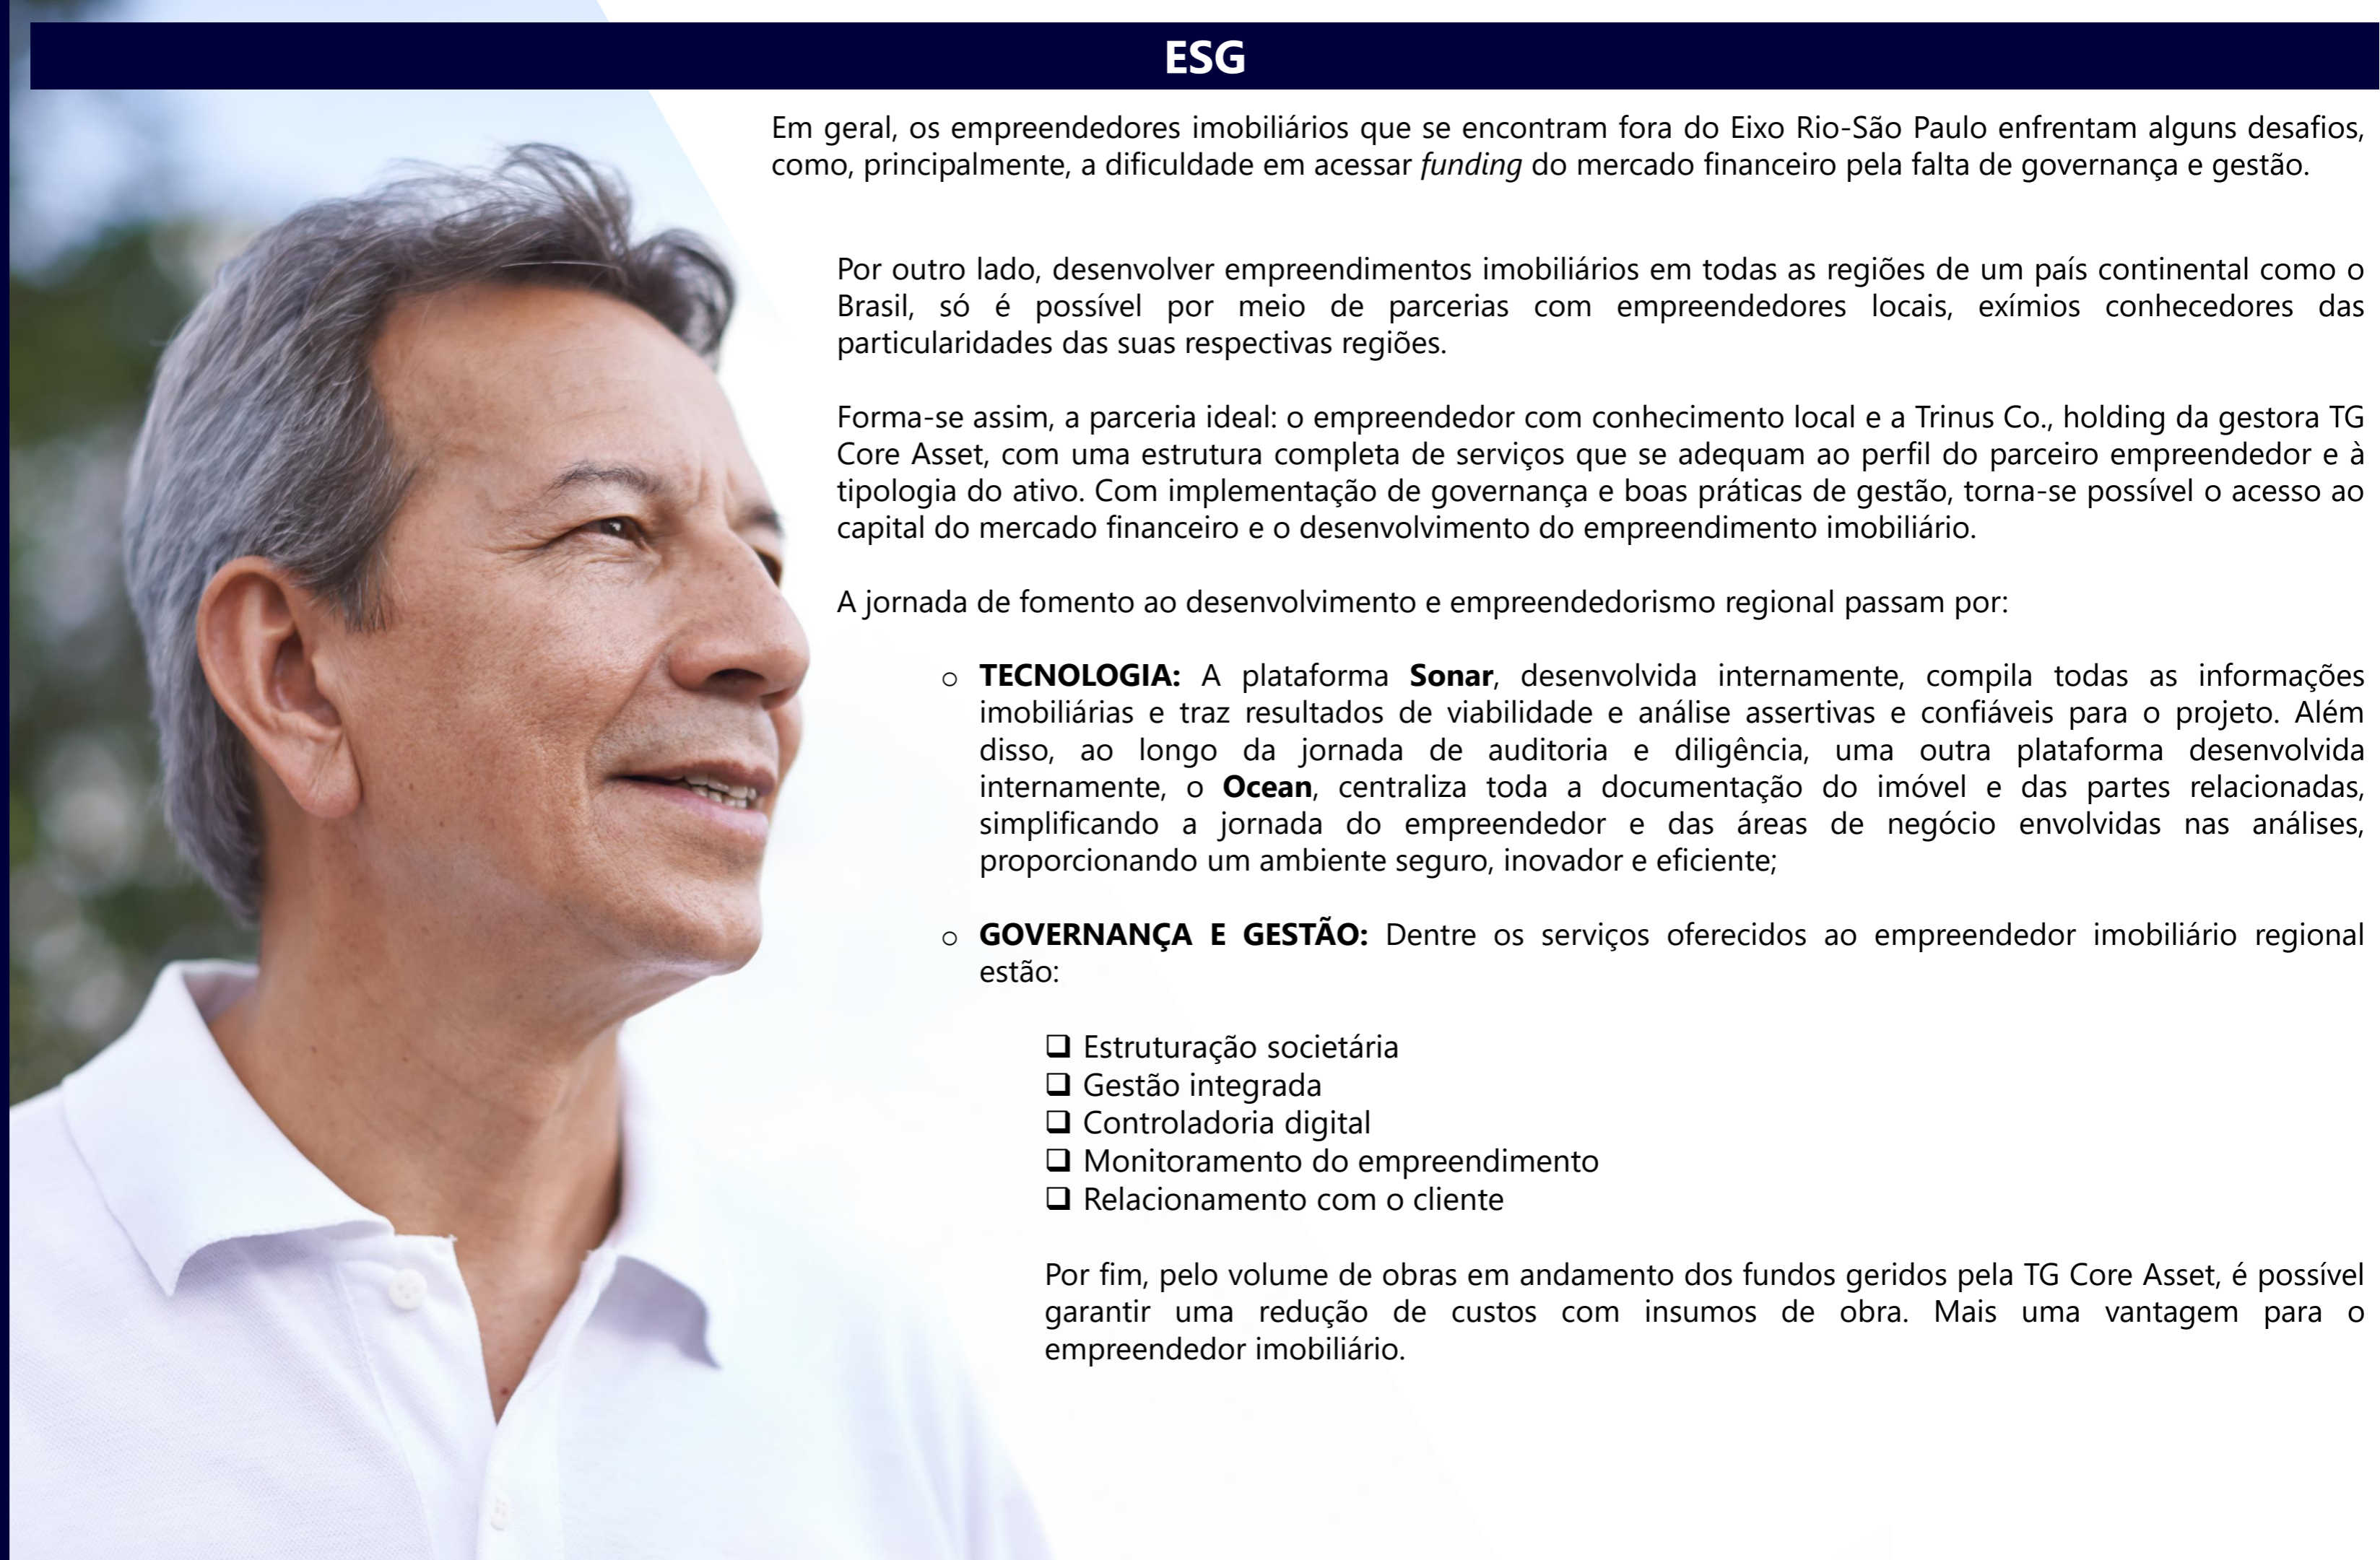 ESG
Em geral, os empreendedores imobiliários que se encontram fora do Eixo Rio-São Paulo enfrentam alguns desafios,
como, principalmente, a dificuldade em acessar funding do mercado financeiro pela falta de governança e gestão.
Por outro lado, desenvolver empreendimentos imobiliários em todas as regiões de um país continental como o
Brasil, só é possível por meio de parcerias com empreendedores locais, exímios conhecedores das
particularidades das suas respectivas regiões.
Forma-se assim, a parceria ideal: o empreendedor com conhecimento local e a Trinus Co., holding da gestora TG
Core Asset, com uma estrutura completa de serviços que se adequam ao perfil do parceiro empreendedor e à
tipologia do ativo. Com implementação de governança e boas práticas de gestão, torna-se possível o acesso ao
capital do mercado financeiro e o desenvolvimento do empreendimento imobiliário.
A jornada de fomento ao desenvolvimento e empreendedorismo regional passam por:
o TECNOLOGIA: A plataforma Sonar, desenvolvida internamente, compila todas as informações
imobiliárias e traz resultados de viabilidade e análise assertivas e confiáveis para o projeto. Além
disso, ao longo da jornada de auditoria e diligência, uma outra plataforma desenvolvida
internamente, o Ocean, centraliza toda a documentação do imóvel e das partes relacionadas,
simplificando a jornada do empreendedor e das áreas de negócio envolvidas nas análises,
proporcionando um ambiente seguro, inovador e eficiente;
o GOVERNANÇA E GESTÃO: Dentre os serviços oferecidos ao empreendedor imobiliário regional
estão:
❑ Estruturação societária
❑ Gestão integrada
❑ Controladoria digital
❑ Monitoramento do empreendimento
❑ Relacionamento com o cliente
Por fim, pelo volume de obras em andamento dos fundos geridos pela TG Core Asset, é possível
garantir uma redução de custos com insumos de obra. Mais uma vantagem para o
empreendedor imobiliário.